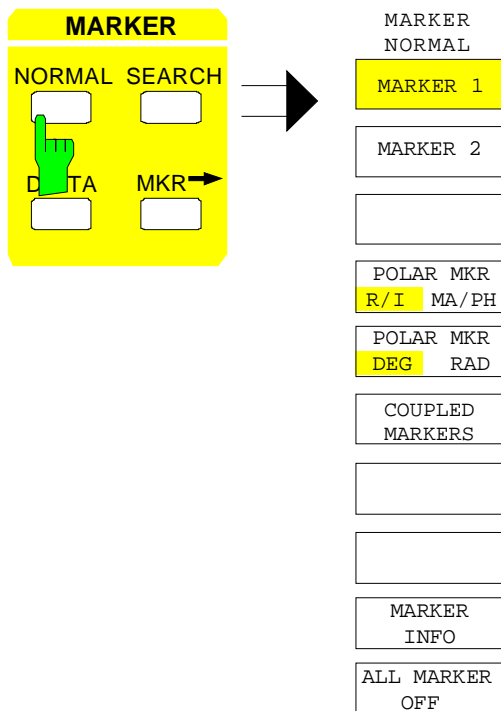 MARKER
NORMAL SEARCH
MKR
MARKER
NORMAL
MARKER 1
MARKER 2
POLAR MKR
R/I MA/PH
POLAR MKR
DEG RAD
COUPLED
MARKERS
MARKER
INFO
ALL MARKER
OFF